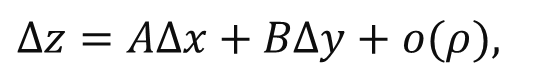 Δz = AΔx + BΔy + o(ρ),